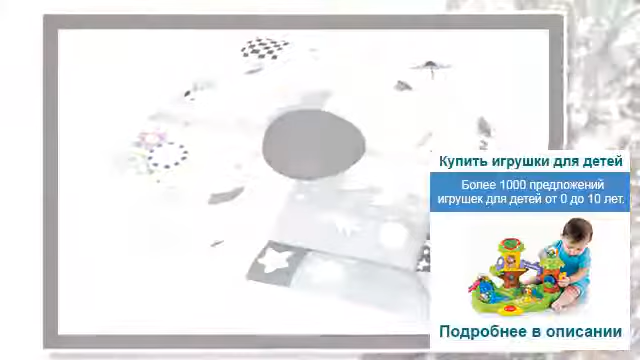 Купить игрушки для детей
Более 1000 предложений
игрушек для детей от 0 до 10 лет.
Подробнее в описании